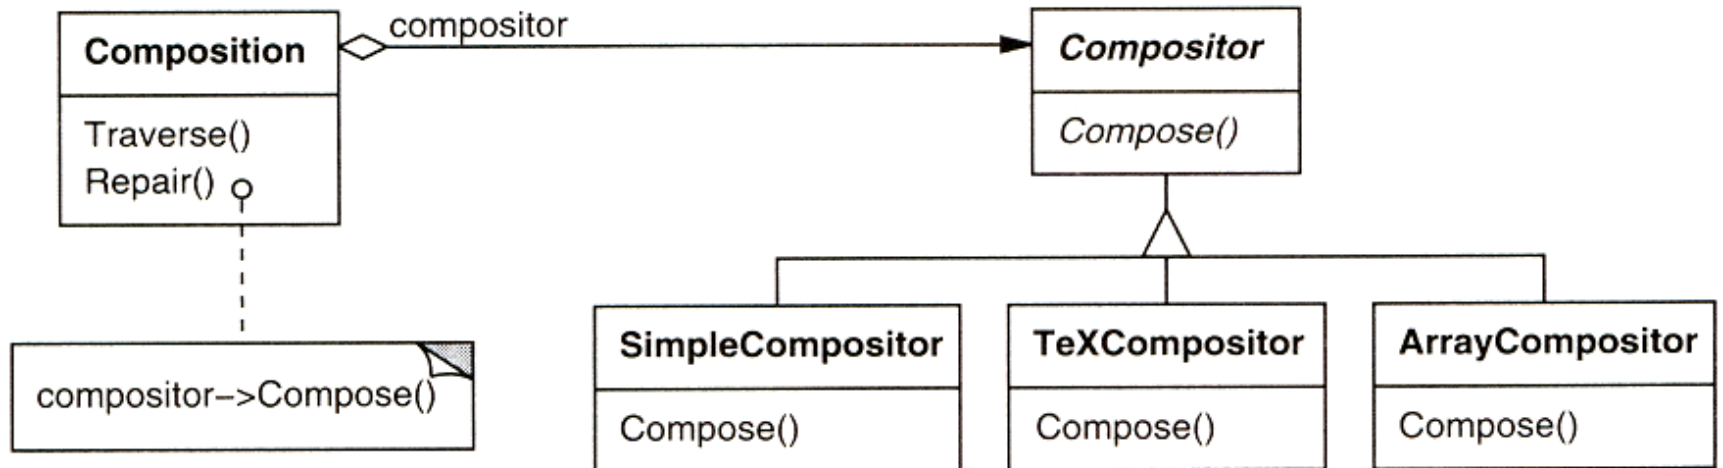 Composition
Traverse()
Repair()
compositor
Compositor
Compose()
compositor–>Compose()
SimpleCompositor
Compose()
TeXCompositor
Compose()
ArrayCompositor
Compose()